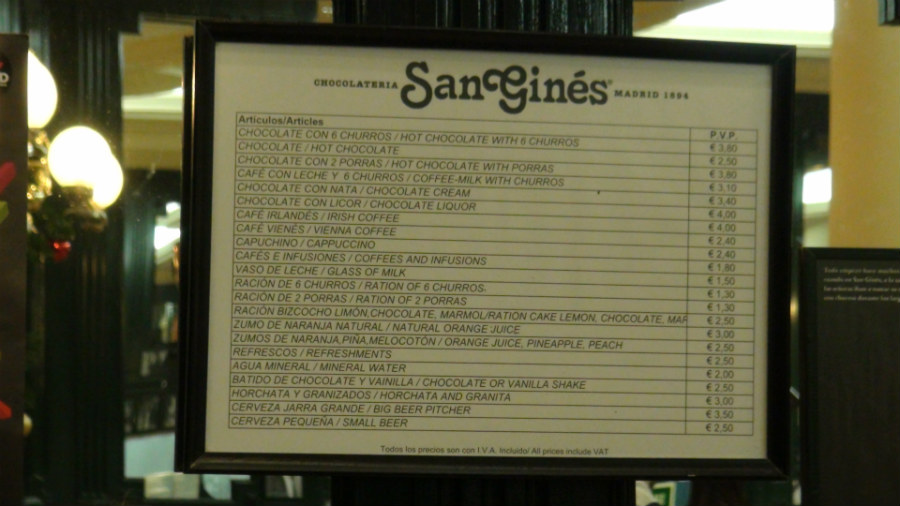 CHOCOLATERIA SanGinés® MADRID 1894
Artículos/Articles P.V.P.
CHOCOLATE CON 6 CHURROS / HOT CHOCOLATE WITH 6 CHURROS € 3,80
CHOCOLATE / HOT CHOCOLATE € 2,50
CHOCOLATE CON 2 PORRAS / HOT CHOCOLATE WITH PORRAS € 3,80
CAFÉ CON LECHE Y 6 CHURROS / COFFEE-MILK WITH CHURROS € 3.10
CHOCOLATE CON NATA / CHOCOLATE CREAM € 3,40
CHOCOLATE CON LICOR / CHOCOLATE LIQUOR € 4,00
CAFÉ IRLANDÉS / IRISH COFFEE € 4,00
CAFÉ VIENÉS / VIENNA COFFEE € 2,40
CAPUCHINO / CAPPUCCINO € 2,40
CAFÉS E INFUSIONES / COFFEES AND INFUSIONS € 1,80
VASO DE LECHE / GLASS OF MILK € 1,50
RACIÓN DE 6 CHURROS / RATION OF 6 CHURROS. € 1,30
RACIÓN DE 2 PORRAS / RATION OF 2 PORRAS € 1,30
RACIÓN BIZCOCHO LIMÓN,CHOCOLATE, MARMOL/RATION CAKE LEMON, CHOCOLATE, MAR € 2,50
ZUMO DE NARANJA NATURAL / NATURAL ORANGE JUICE € 3,00
ZUMOS DE NARANJA,PIÑA,MELOCOTÓN / ORANGE JUICE, PINEAPPLE, PEACH € 2,50
REFRESCOS / REFRESHMENTS € 2,50
AGUA MINERAL / MINERAL WATER € 2,00
BATIDO DE CHOCOLATE Y VAINILLA / CHOCOLATE OR VANILLA SHAKE € 2,50
HORCHATA Y GRANIZADOS / HORCHATA AND GRANITA € 3,00
CERVEZA JARRA GRANDE / BIG BEER PITCHER € 3,50
CERVEZA PEQUEÑA / SMALL BEER € 2,50
Todos los precios son con I.V.A. Incluido/ All prices include VAT